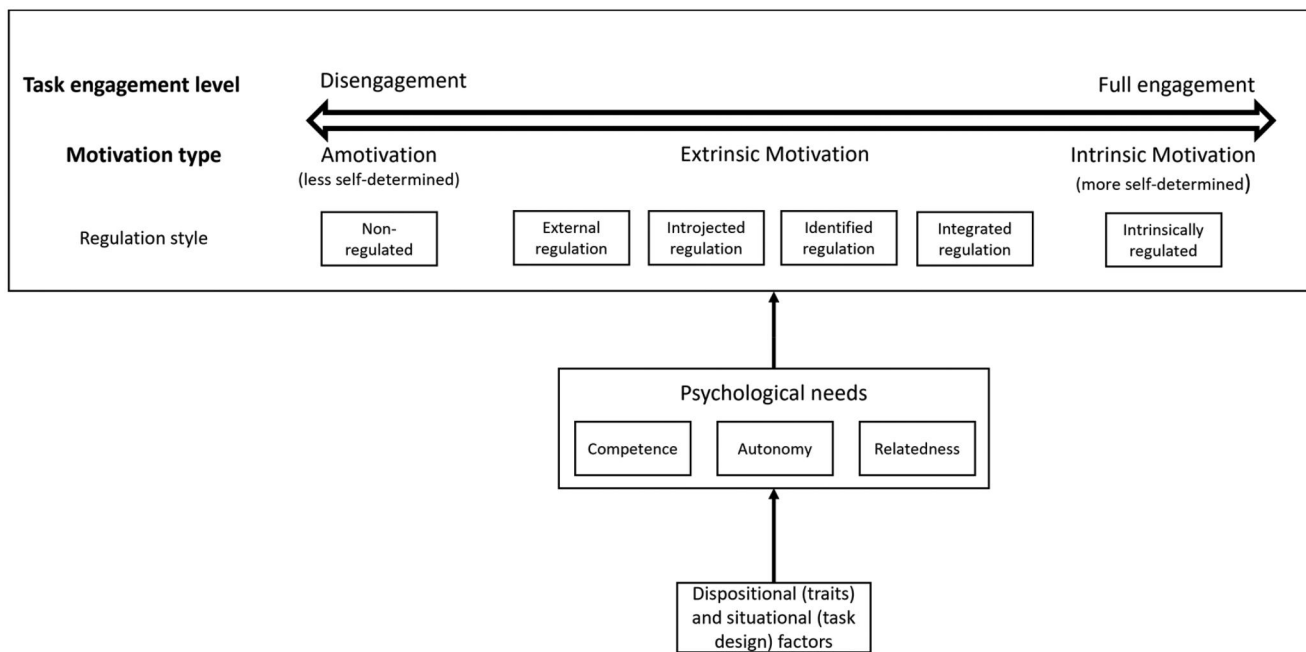 Task engagement level
Disengagement
Full engagement
Motivation type
Amotivation
(less self-determined)
Extrinsic Motivation
Intrinsic Motivation
(more self-determined)
Regulation style
Non-
regulated
External
regulation
Introjected
regulation
Identified
regulation
Integrated
regulation
Intrinsically
regulated
Psychological needs
Competence
Autonomy
Relatedness
Dispositional (traits)
and situational (task
design) factors